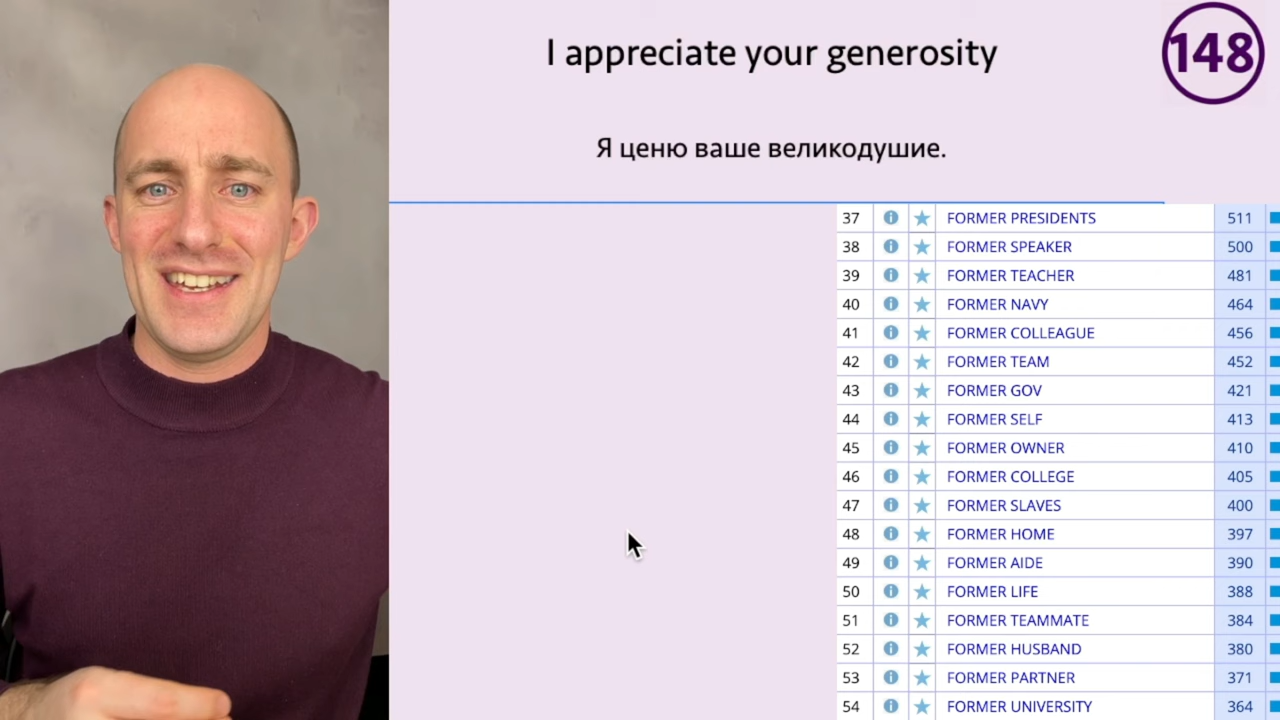 I appreciate your generosity
148
Я ценю ваше великодушие.
37 FORMER PRESIDENTS 511
38 FORMER SPEAKER 500
39 FORMER TEACHER 481
40 FORMER NAVY 464
41 FORMER COLLEAGUE 456
42 FORMER TEAM 452
43 FORMER GOV 421
44 FORMER SELF 413
45 FORMER OWNER 410
46 FORMER COLLEGE 405
47 FORMER SLAVES 400
48 FORMER HOME 397
49 FORMER AIDE 390
50 FORMER LIFE 388
51 FORMER TEAMMATE 384
52 FORMER HUSBAND 380
53 FORMER PARTNER 371
54 FORMER UNIVERSITY 364